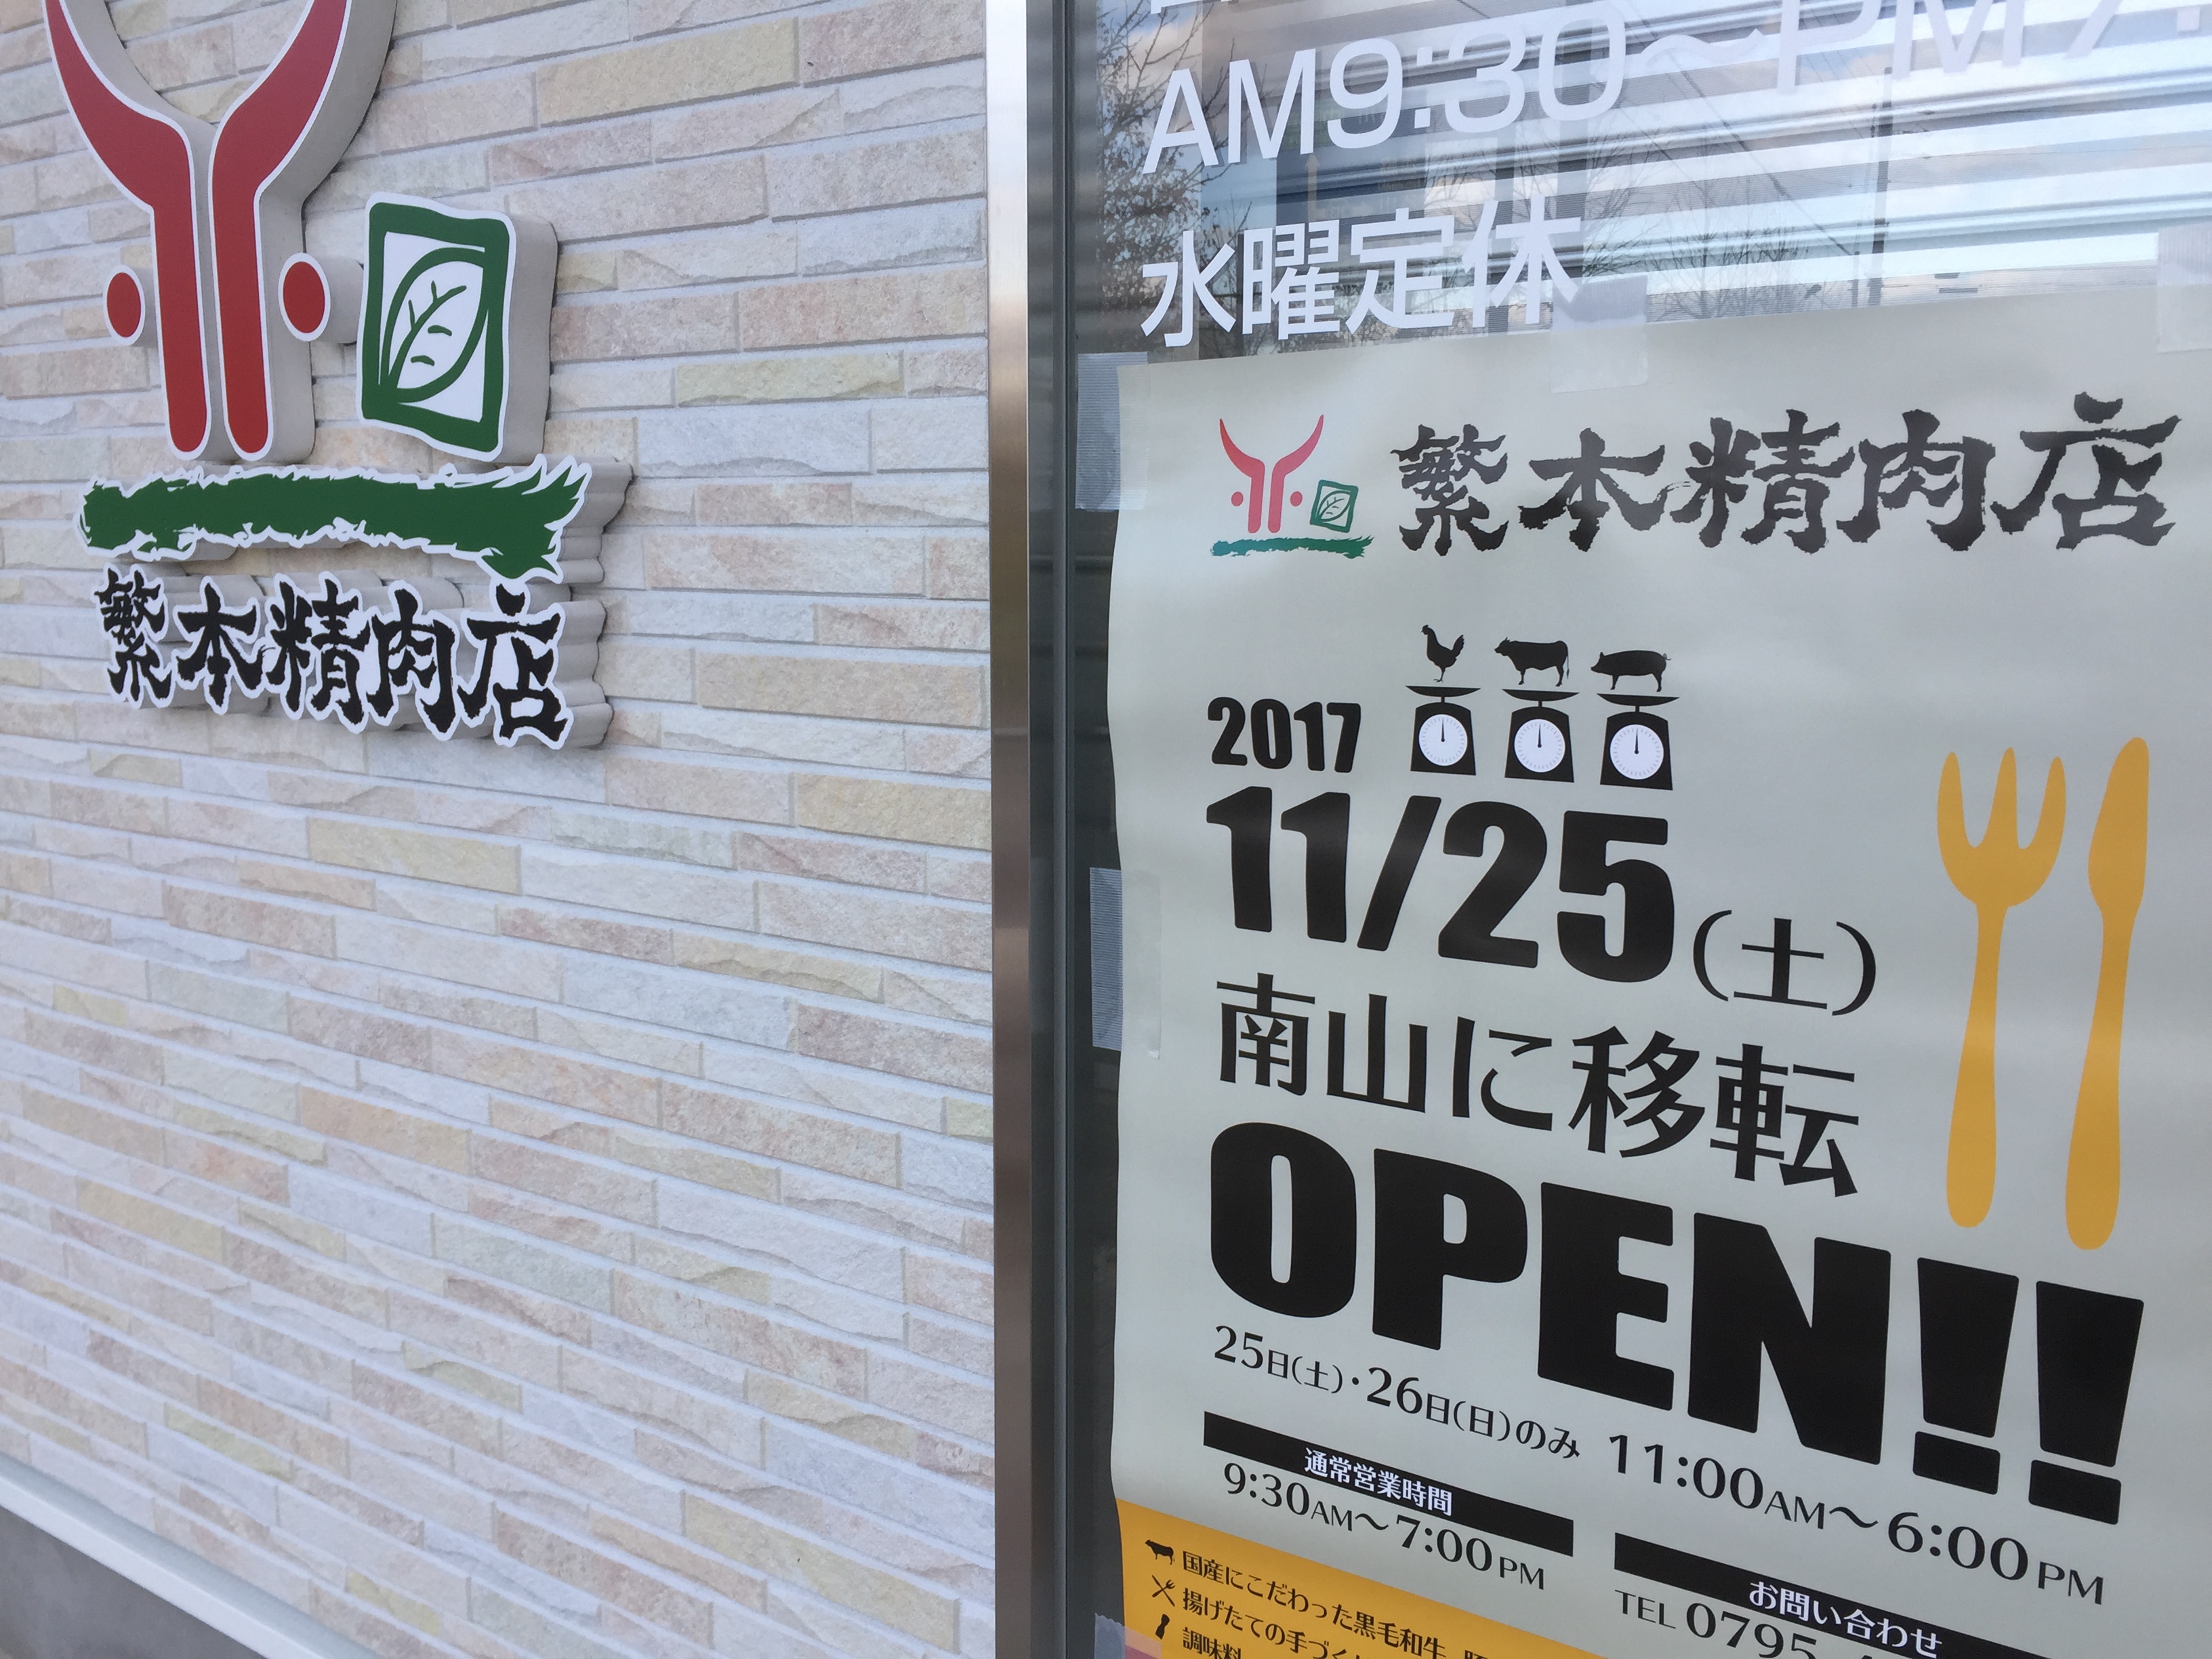 繁本精肉店
AM9:30〜PM7:
水曜定休
繁本精肉店
2017
11/25(土)
南山に移転
OPEN!!
25日(土)・26日(日)のみ 11:00AM〜6:00PM
通常営業時間
9:30AM〜7:00PM
お問い合わせ
TEL 0795
国産にこだわった黒毛和牛
揚げたての手づく
調味料